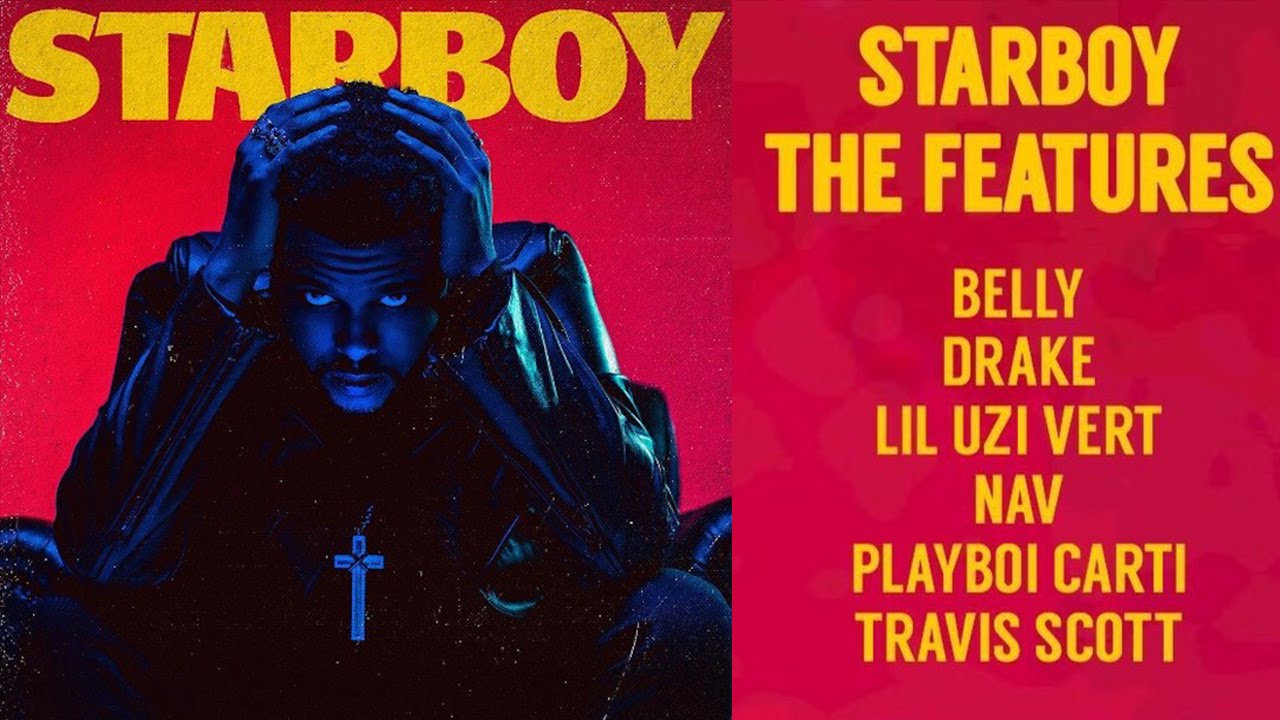 STARBOY
STARBOY
THE FEATURES
BELLY
DRAKE
LIL UZI VERT
NAV
PLAYBOI CARTI
TRAVIS SCOTT